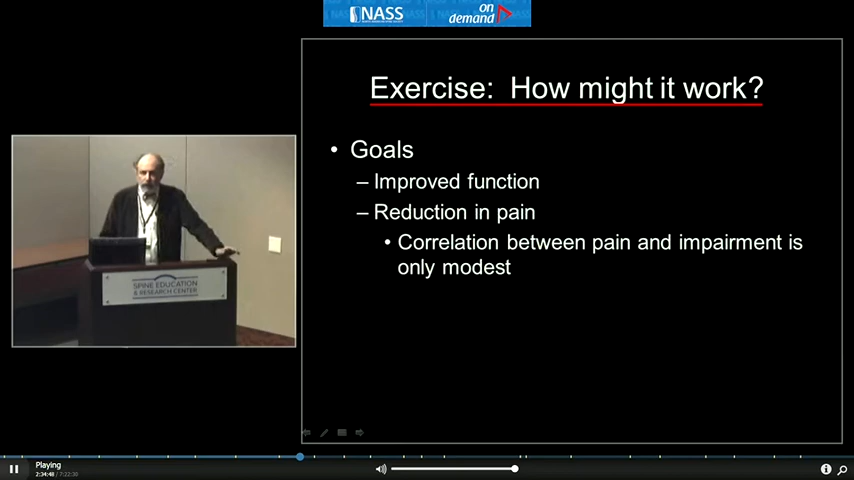 NASS
on
demand
Exercise: How might it work?
• Goals
– Improved function
– Reduction in pain
• Correlation between pain and impairment is
only modest
SPINE EDUCATION
& RESEARCH CENTER
Playing
2:34:48 / 7:22:30